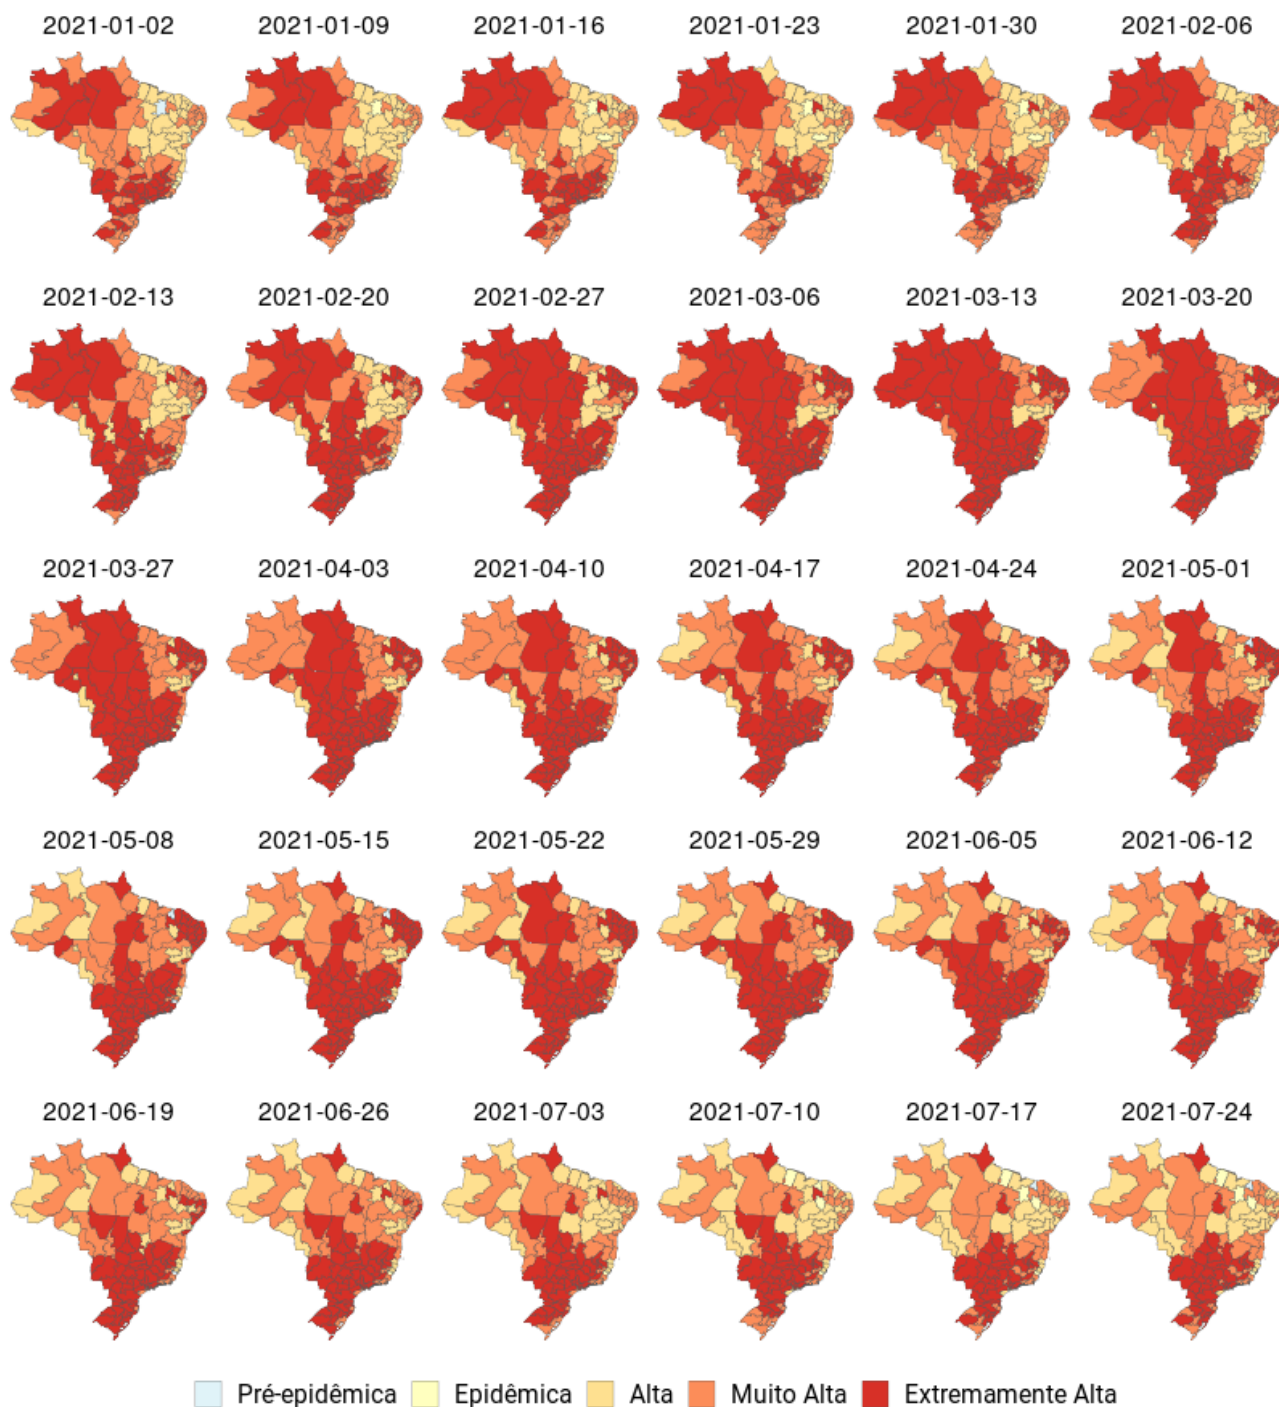 2021-01-02 2021-01-09 2021-01-16 2021-01-23 2021-01-30 2021-02-06
2021-02-13 2021-02-20 2021-02-27 2021-03-06 2021-03-13 2021-03-20
2021-03-27 2021-04-03 2021-04-10 2021-04-17 2021-04-24 2021-05-01
2021-05-08 2021-05-15 2021-05-22 2021-05-29 2021-06-05 2021-06-12
2021-06-19 2021-06-26 2021-07-03 2021-07-10 2021-07-17 2021-07-24
Pré-epidêmica Epidêmica Alta Muito Alta Extremamente Alta